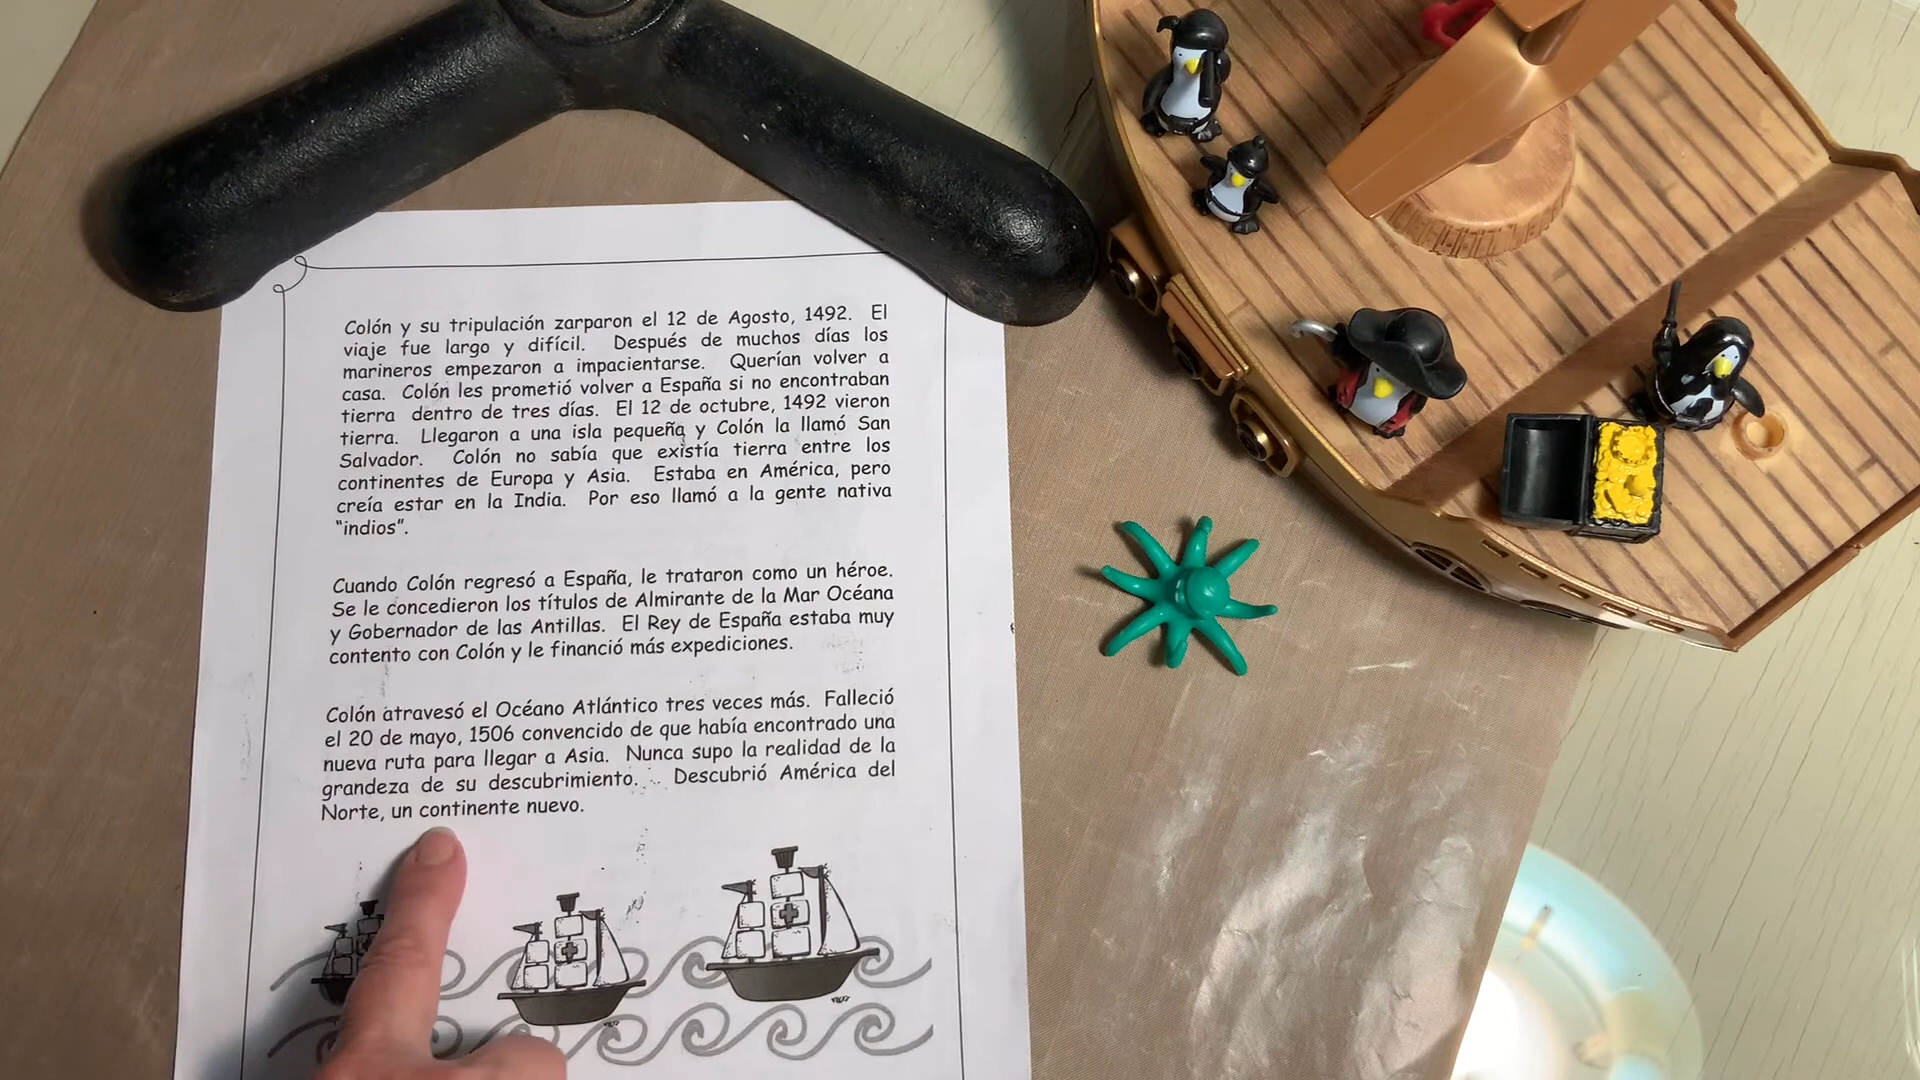 Colón y su tripulación zarparon el 12 de Agosto, 1492. El
viaje fue largo y difícil. Después de muchos días los
marineros empezaron a impacientarse. Querían volver a
casa. Colón les prometió volver a España si no encontraban
tierra dentro de tres días. El 12 de octubre, 1492 vieron
tierra. Llegaron a una isla pequeña y Colón la llamó San
Salvador. Colón no sabía que existía tierra entre los
continentes de Europa y Asia. Estaba en América, pero
creía estar en la India. Por eso llamó a la gente nativa
“indios”.
Cuando Colón regresó a España, le trataron como un héroe.
Se le concedieron los títulos de Almirante de la Mar Océana
y Gobernador de las Antillas. El Rey de España estaba muy
contento con Colón y le financió más expediciones.
Colón atravesó el Océano Atlántico tres veces más. Falleció
el 20 de mayo, 1506 convencido de que había encontrado una
nueva ruta para llegar a Asia. Nunca supo la realidad de la
grandeza de su descubrimiento. Descubrió América del
Norte, un continente nuevo.